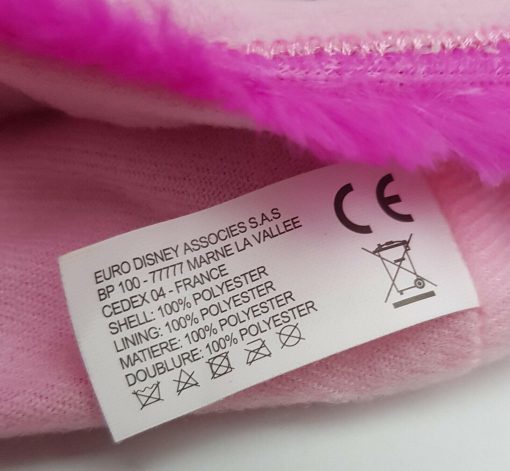 EURO DISNEY ASSOCIES S.A.S
BP 100 - 77777 MARNE LA VALLEE
CEDEX 04 - FRANCE
SHELL: 100% POLYESTER
LINING: 100% POLYESTER
MATIERE: 100% POLYESTER
DOUBLURE: 100% POLYESTER
CE